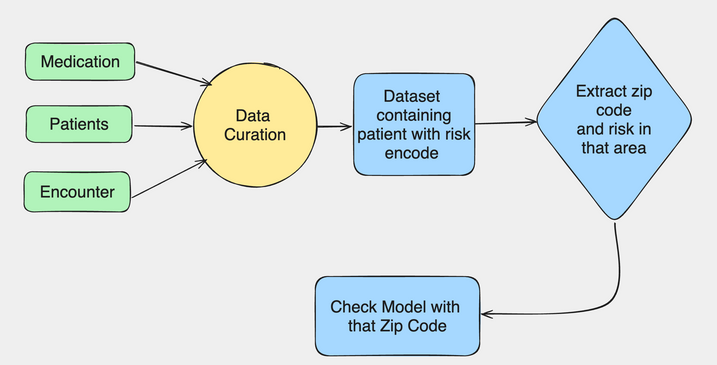 Medication
Patients
Encounter
Data
Curation
Dataset
containing
patient with risk
encode
Extract zip
code
and risk in
that area
Check Model with
that Zip Code